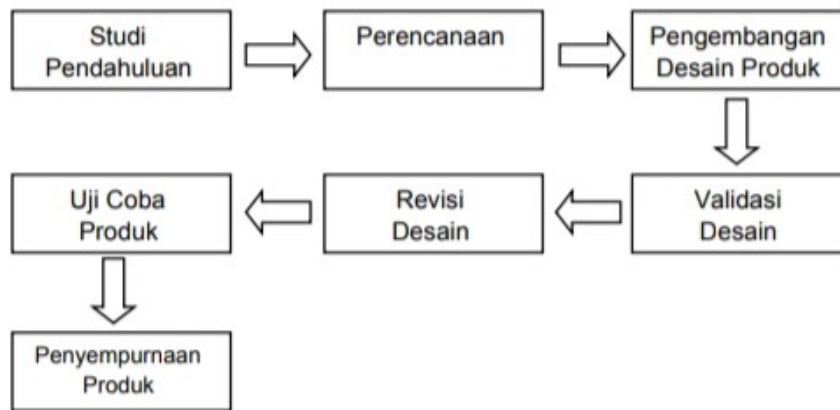 Studi
Pendahuluan
Perencanaan
Pengembangan
Desain Produk
Validasi
Desain
Revisi
Desain
Uji Coba
Produk
Penyempurnaan
Produk